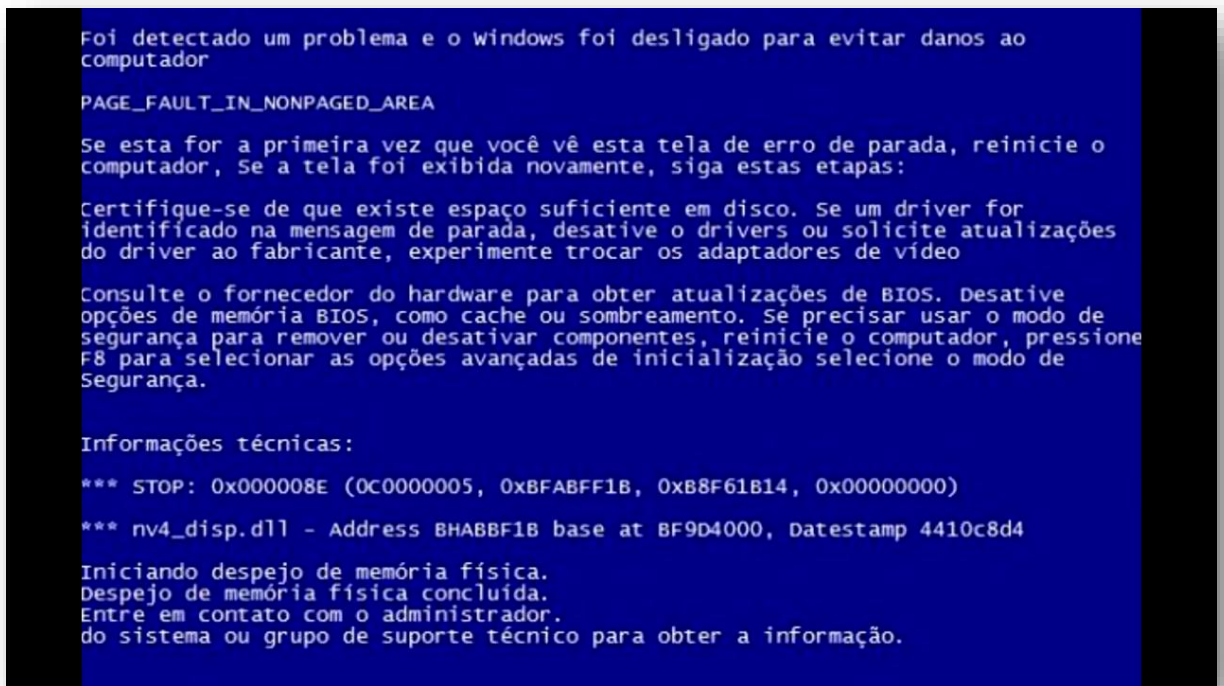 Foi detectado um problema e o Windows foi desligado para evitar danos ao
computador
PAGE_FAULT_IN_NONPAGED_AREA
Se esta for a primeira vez que você vê esta tela de erro de parada, reinicie o
computador, Se a tela foi exibida novamente, siga estas etapas:
Certifique-se de que existe espaço suficiente em disco. Se um driver for
identificado na mensagem de parada, desative o drivers ou solicite atualizações
do driver ao fabricante, experimente trocar os adaptadores de vídeo
Consulte o fornecedor do hardware para obter atualizações de BIOS. Desative
opções de memória BIOS, como cache ou sombreamento. Se precisar usar o modo de
segurança para remover ou desativar componentes, reinicie o computador, pressione
F8 para selecionar as opções avançadas de inicialização selecione o modo de
Segurança.
Informações técnicas:
*** STOP: 0x000008E (0C0000005, 0xBFABFF1B, 0xB8F61B14, 0x00000000)
*** nv4_disp.dll - Address BHABBF1B base at BF9D4000, Datestamp 4410c8d4
Iniciando despejo de memória física.
Despejo de memória física concluída.
Entre em contato com o administrador.
do sistema ou grupo de suporte técnico para obter a informação.